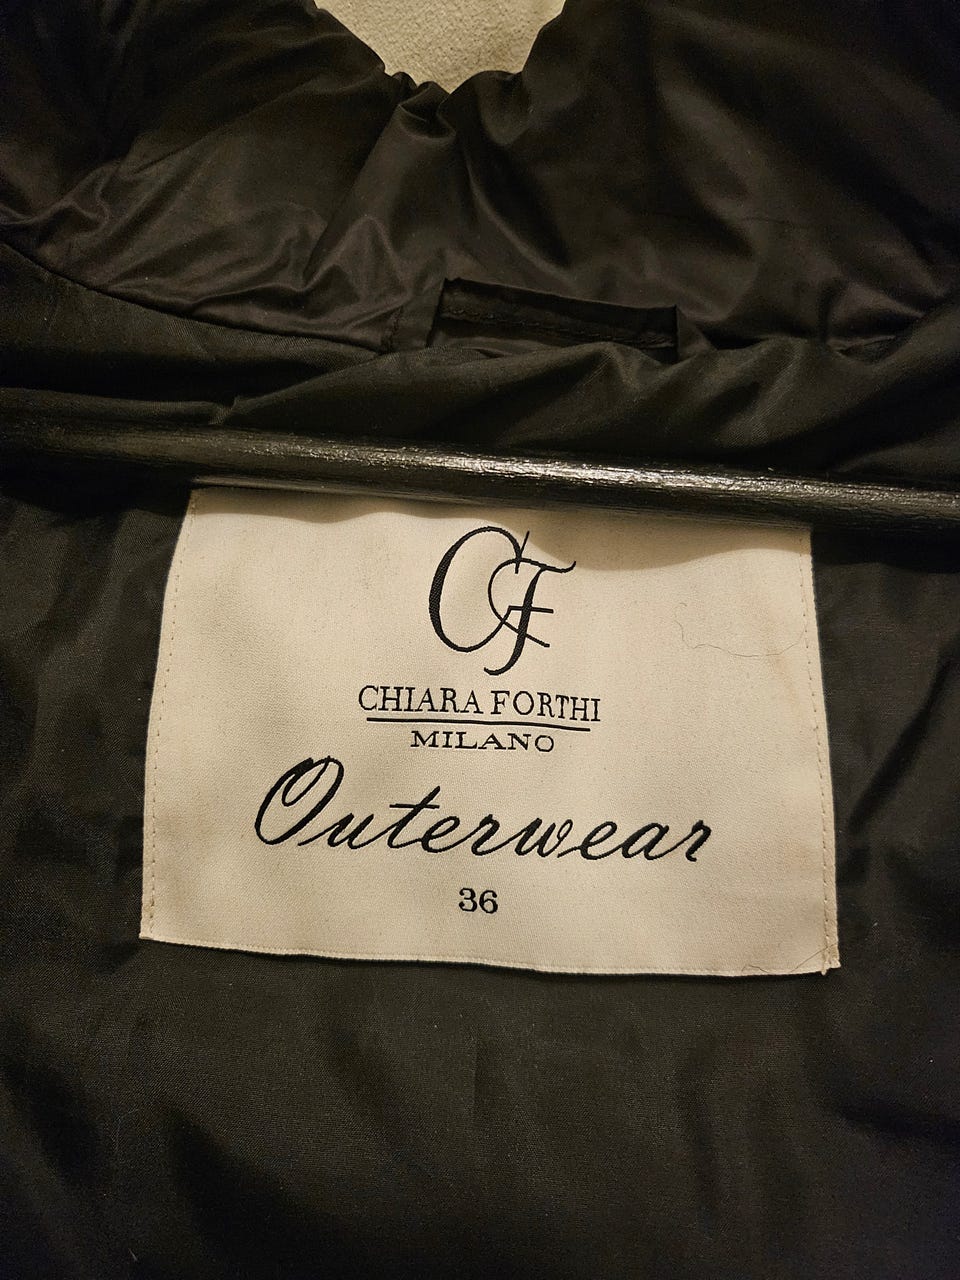 CF
CHIARA FORTHI
MILANO
Outerwear
36